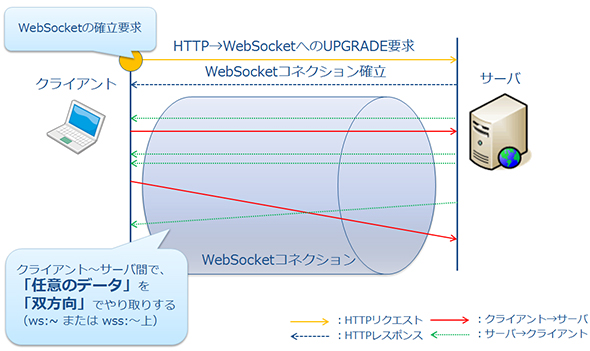 WebSocketの確立要求
HTTP→WebSocketへのUPGRADE要求
WebSocketコネクション確立
クライアント
サーバ
WebSocketコネクション
クライアント～サーバ間で、
「任意のデータ」を
「双方向」でやり取りする
（ws:~ または wss:～上）
：HTTPリクエスト
：クライアント→サーバ
：HTTPレスポンス
：サーバ→クライアント